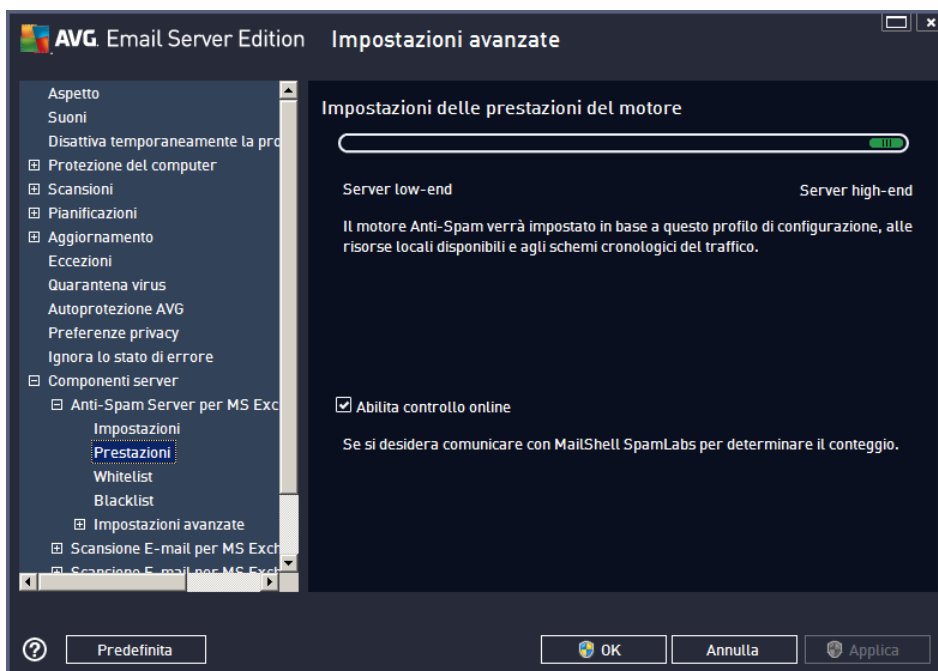 AVG. Email Server Edition Impostazioni avanzate
Aspetto
Suoni
Disattiva temporaneamente la pro
Protezione del computer
Scansioni
Pianificazioni
Aggiornamento
Eccezioni
Quarantena virus
Autoprotezione AVG
Preferenze privacy
Ignora lo stato di errore
Componenti server
Anti-Spam Server per MS Exc
Impostazioni
Prestazioni
Whitelist
Blacklist
Impostazioni avanzate
Scansione E-mail per MS Exch
Scansione E-mail per MS Exch
Impostazioni delle prestazioni del motore
Server low-end Server high-end
Il motore Anti-Spam verrà impostato in base a questo profilo di configurazione, alle
risorse locali disponibili e agli schemi cronologici del traffico.
Abilita controllo online
Se si desidera comunicare con MailShell SpamLabs per determinare il conteggio.
Predefinita OK Annulla Applica